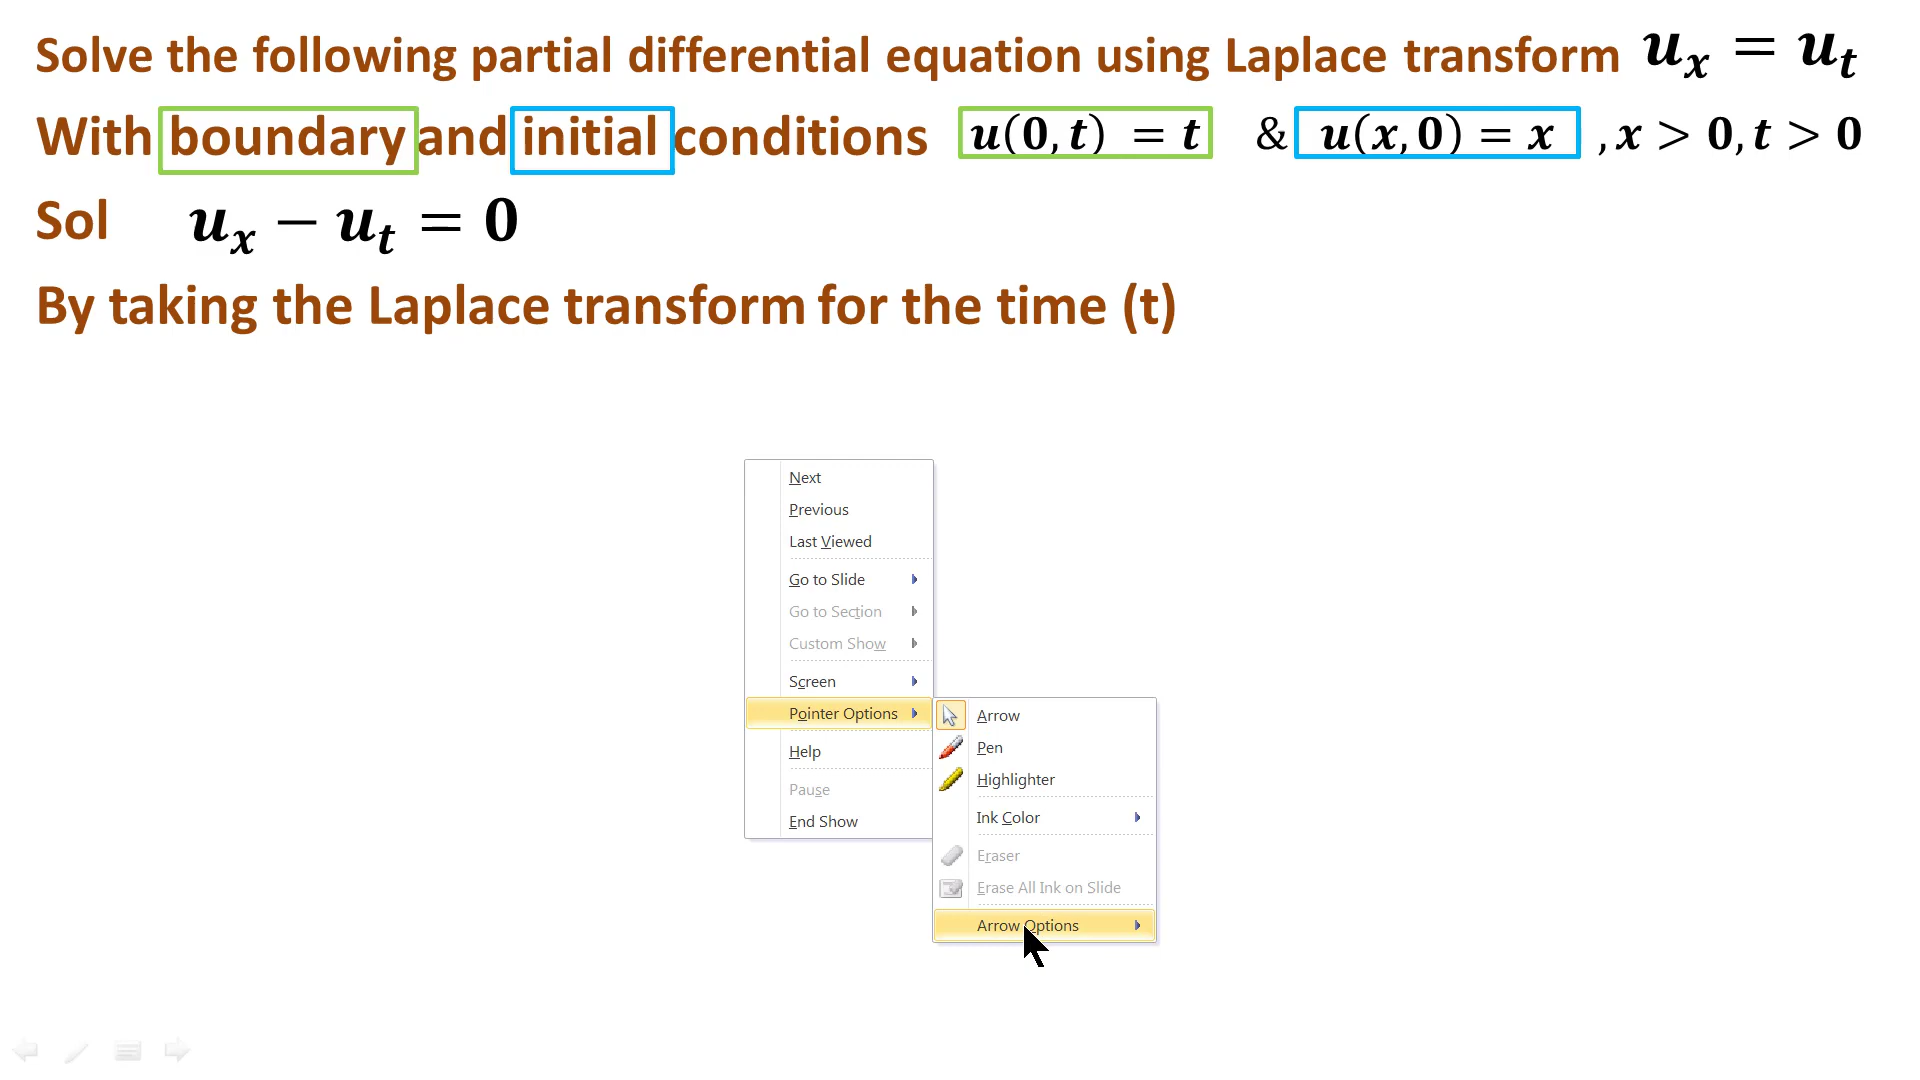 Solve the following partial differential equation using Laplace transform uₓ = uₜ
With boundary and initial conditions u(0, t) = t & u(x, 0) = x , x > 0, t > 0
Sol uₓ − uₜ = 0
By taking the Laplace transform for the time (t)
Next
Previous
Last Viewed
Go to Slide
Go to Section
Custom Show
Screen
Pointer Options
Help
Pause
End Show
Arrow
Pen
Highlighter
Ink Color
Eraser
Erase All Ink on Slide
Arrow Options